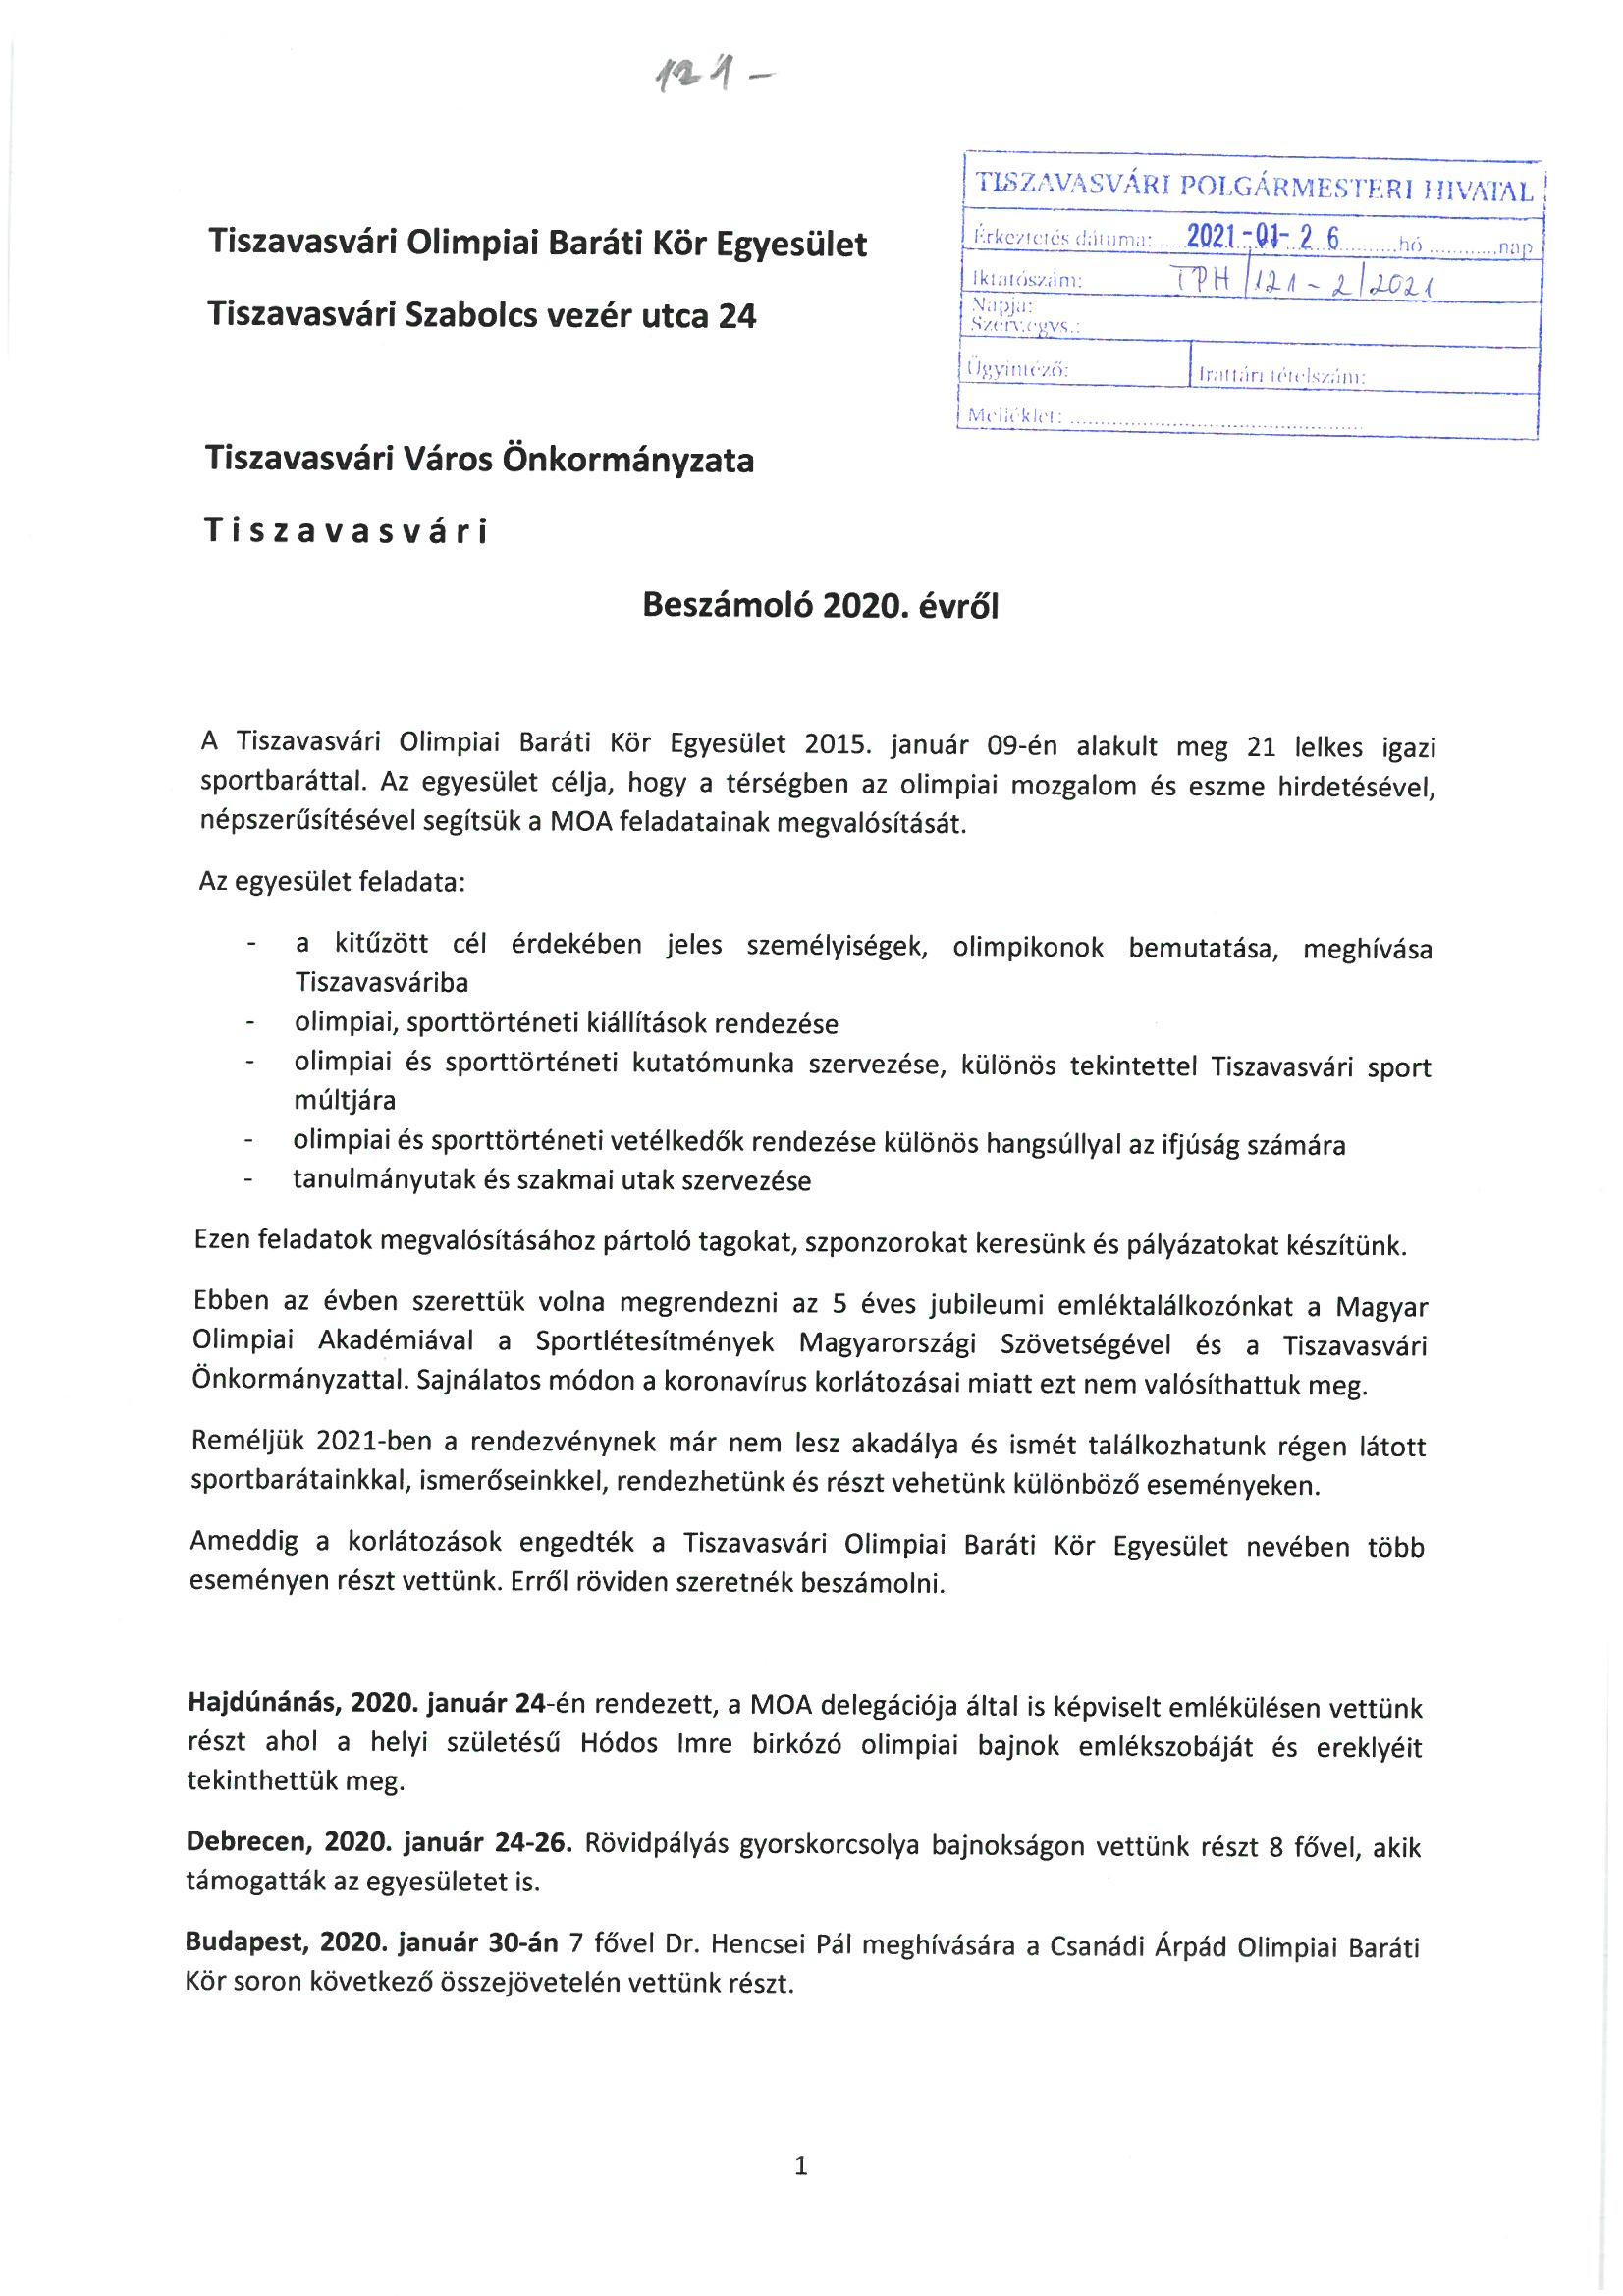 121-
TISZAVASVÁRI POLGÁRMESTERI HIVATAL
Érkeztetés dátuma: 2021-01-26 hó nap
Iktatószám: TPH/121-2/2021
Napja:
Szerv.egys.:
Ügyintéző: Irattári tételszám:
Melléklet:
Tiszavasvári Olimpiai Baráti Kör Egyesület
Tiszavasvári Szabolcs vezér utca 24
Tiszavasvári Város Önkormányzata
Tiszavasvári
Beszámoló 2020. évről
A Tiszavasvári Olimpiai Baráti Kör Egyesület 2015. január 09-én alakult meg 21 lelkes igazi
sportbaráttal. Az egyesület célja, hogy a térségben az olimpiai mozgalom és eszme hirdetésével,
népszerűsítésével segítsük a MOA feladatainak megvalósítását.
Az egyesület feladata:
- a kitűzött cél érdekében jeles személyiségek, olimpikonok bemutatása, meghívása
Tiszavasváriba
- olimpiai, sporttörténeti kiállítások rendezése
- olimpiai és sporttörténeti kutatómunka szervezése, különös tekintettel Tiszavasvári sport
múltjára
- olimpiai és sporttörténeti vetélkedők rendezése különös hangsúllyal az ifjúság számára
- tanulmányutak és szakmai utak szervezése
Ezen feladatok megvalósításához pártoló tagokat, szponzorokat keresünk és pályázatokat készítünk.
Ebben az évben szerettük volna megrendezni az 5 éves jubileumi emléktalálkozónkat a Magyar
Olimpiai Akadémiával a Sportlétesítmények Magyarországi Szövetségével és a Tiszavasvári
Önkormányzattal. Sajnálatos módon a koronavírus korlátozásai miatt ezt nem valósíthattuk meg.
Reméljük 2021-ben a rendezvénynek már nem lesz akadálya és ismét találkozhatunk régen látott
sportbarátainkkal, ismerőseinkkel, rendezhetünk és részt vehetünk különböző eseményeken.
Ameddig a korlátozások engedték a Tiszavasvári Olimpiai Baráti Kör Egyesület nevében több
eseményen részt vettünk. Erről röviden szeretnék beszámolni.
Hajdúnánás, 2020. január 24-én rendezett, a MOA delegációja által is képviselt emlékülésen vettünk
részt ahol a helyi születésű Hódos Imre birkózó olimpiai bajnok emlékszobáját és ereklyéit
tekinthettük meg.
Debrecen, 2020. január 24-26. Rövidpályás gyorskorcsolya bajnokságon vettünk részt 8 fővel, akik
támogatták az egyesületet is.
Budapest, 2020. január 30-án 7 fővel Dr. Hencsei Pál meghívására a Csanádi Árpád Olimpiai Baráti
Kör soron következő összejövetelén vettünk részt.
1